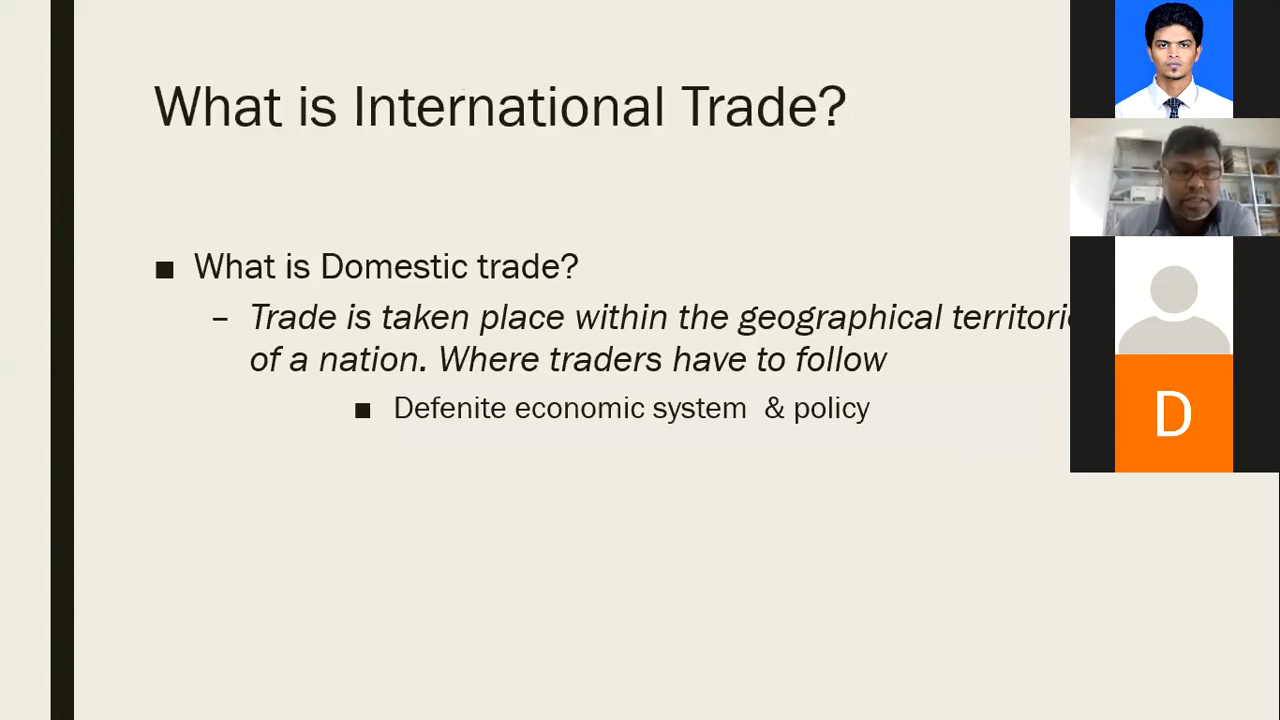 What is International Trade?
■ What is Domestic trade?
– Trade is taken place within the geographical
of a nation. Where traders have to follow
■ Defenite economic system & policy
D